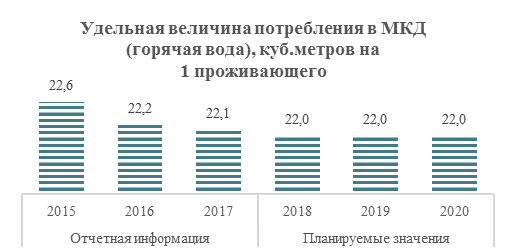 Удельная величина потребления в МКД
(горячая вода), куб.метров на
1 проживающего
22,6
22,2
22,1
22,0
22,0
22,0
2015
2016
2017
2018
2019
2020
Отчетная информация
Планируемые значения